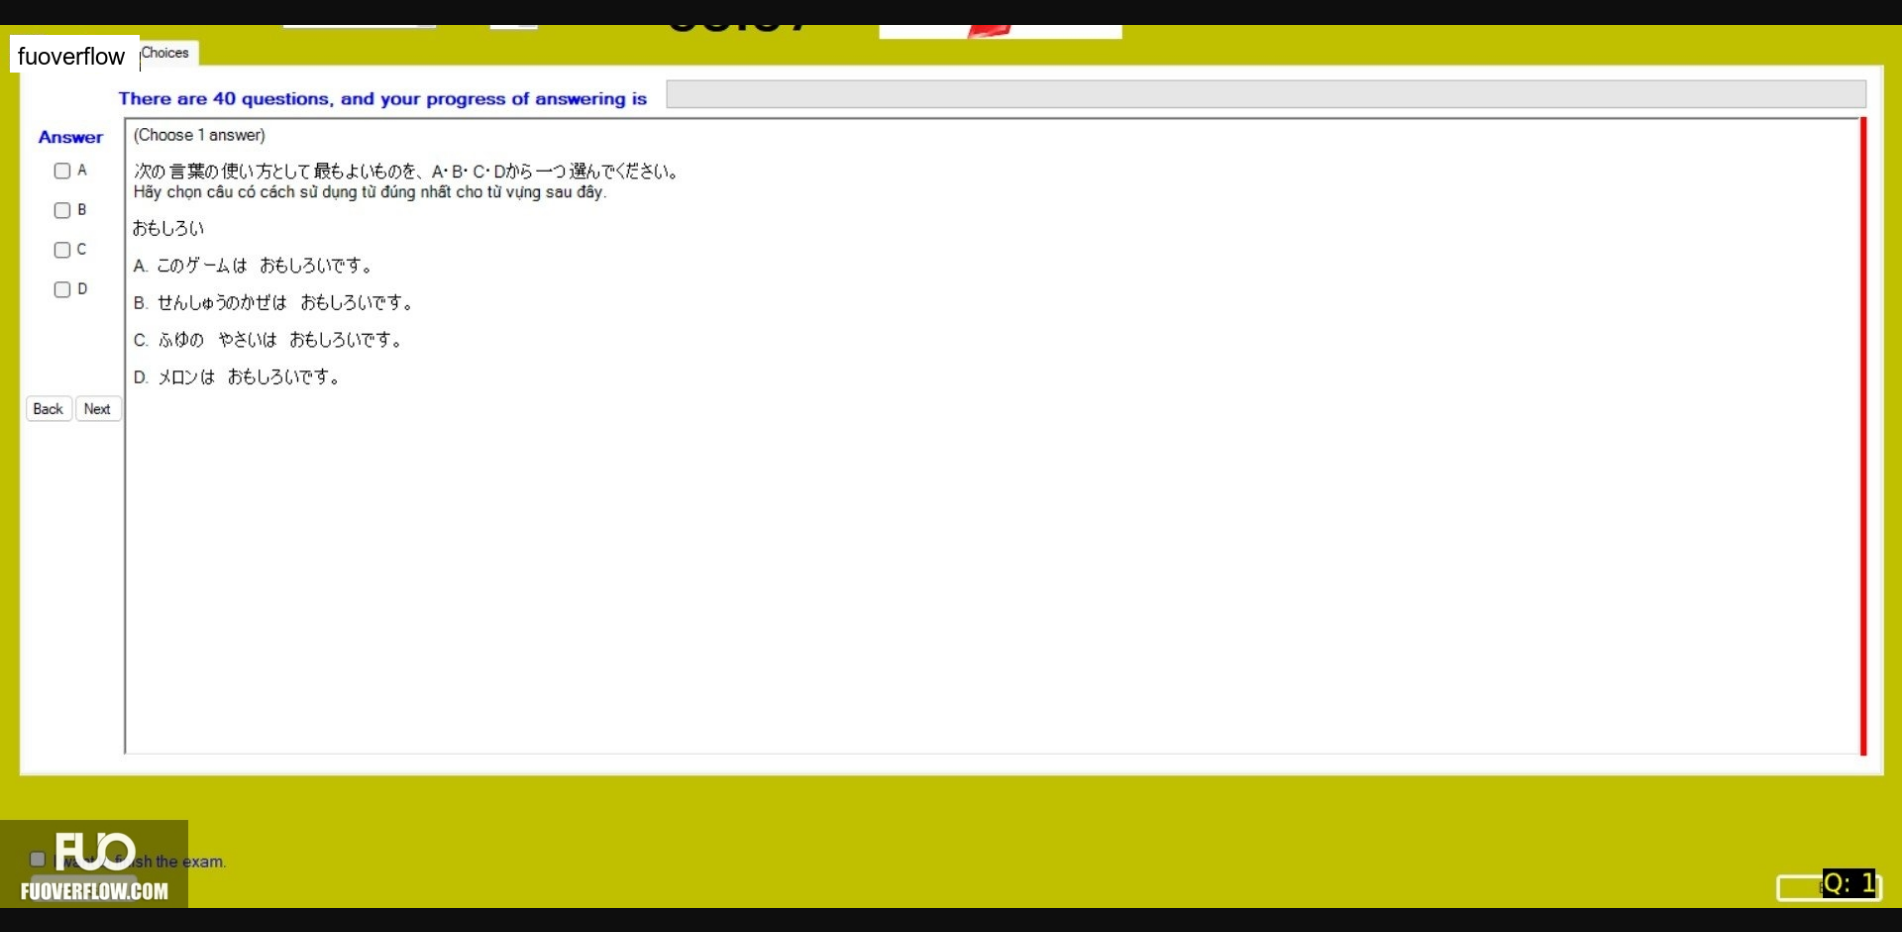 fuoverflow
Choices
There are 40 questions, and your progress of answering is
Answer
(Choose 1 answer)
A
次の言葉の使い方として最もよいものを、A・B・C・Dから一つ選んでください。
Hãy chọn câu có cách sử dụng từ đúng nhất cho từ vựng sau đây.
B
おもしろい
C
A. このゲームは おもしろいです。
D
B. せんしゅうのかぜは おもしろいです。
C. ふゆの やさいは おもしろいです。
D. メロンは おもしろいです。
Back Next
FUO
finish the exam.
FUOVERFLOW.COM
Q: 1